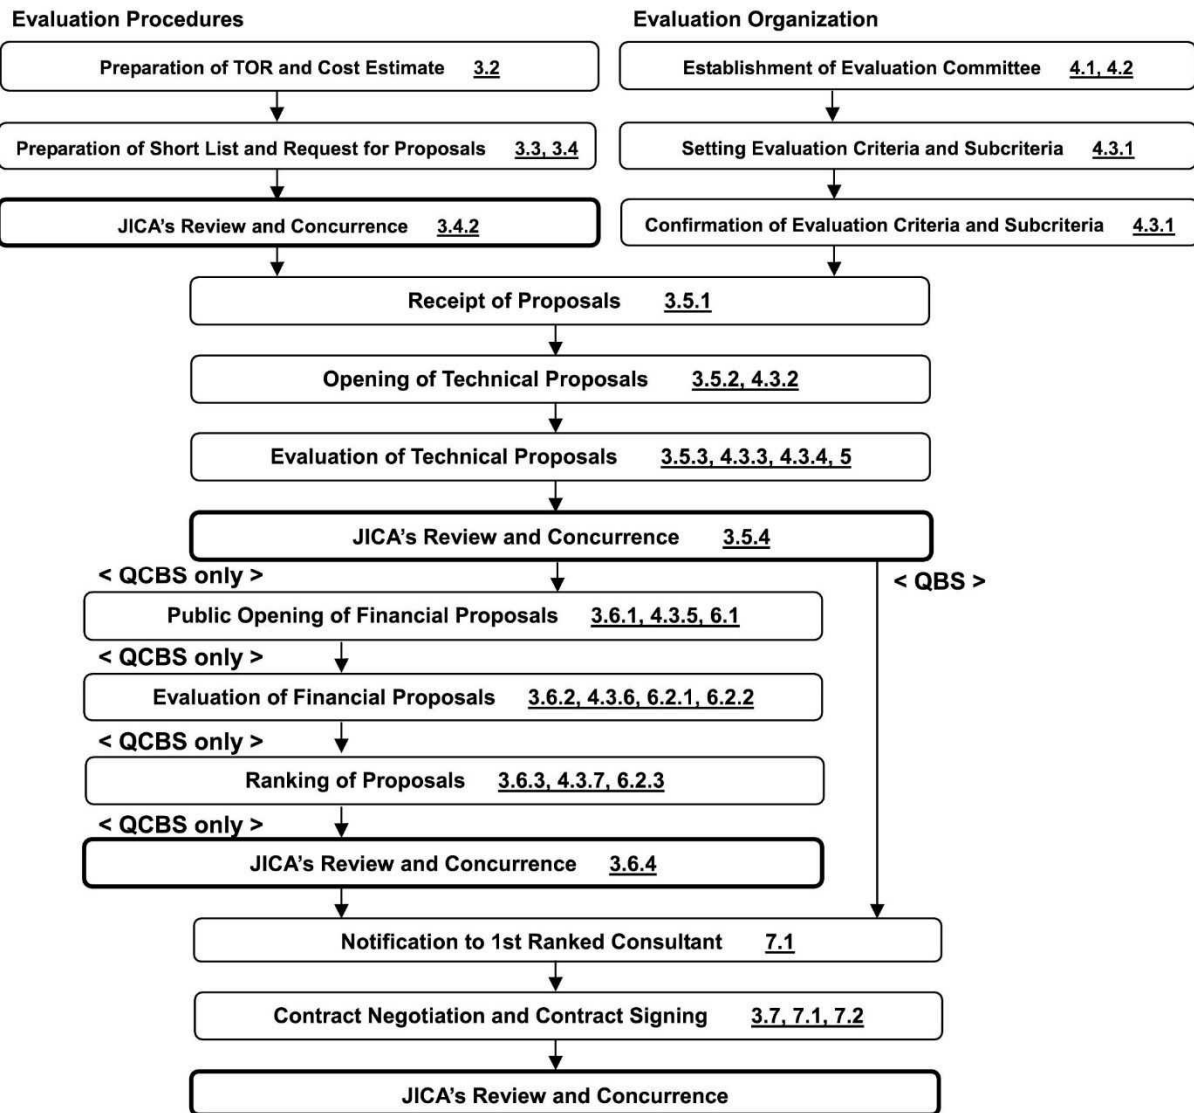 Evaluation Procedures
Evaluation Organization
Preparation of TOR and Cost Estimate 3.2
Establishment of Evaluation Committee 4.1, 4.2
Preparation of Short List and Request for Proposals 3.3, 3.4
Setting Evaluation Criteria and Subcriteria 4.3.1
JICA’s Review and Concurrence 3.4.2
Confirmation of Evaluation Criteria and Subcriteria 4.3.1
Receipt of Proposals 3.5.1
Opening of Technical Proposals 3.5.2, 4.3.2
Evaluation of Technical Proposals 3.5.3, 4.3.3, 4.3.4, 5
JICA’s Review and Concurrence 3.5.4
< QCBS only >
< QBS >
Public Opening of Financial Proposals 3.6.1, 4.3.5, 6.1
< QCBS only >
Evaluation of Financial Proposals 3.6.2, 4.3.6, 6.2.1, 6.2.2
< QCBS only >
Ranking of Proposals 3.6.3, 4.3.7, 6.2.3
< QCBS only >
JICA’s Review and Concurrence 3.6.4
Notification to 1st Ranked Consultant 7.1
Contract Negotiation and Contract Signing 3.7, 7.1, 7.2
JICA’s Review and Concurrence